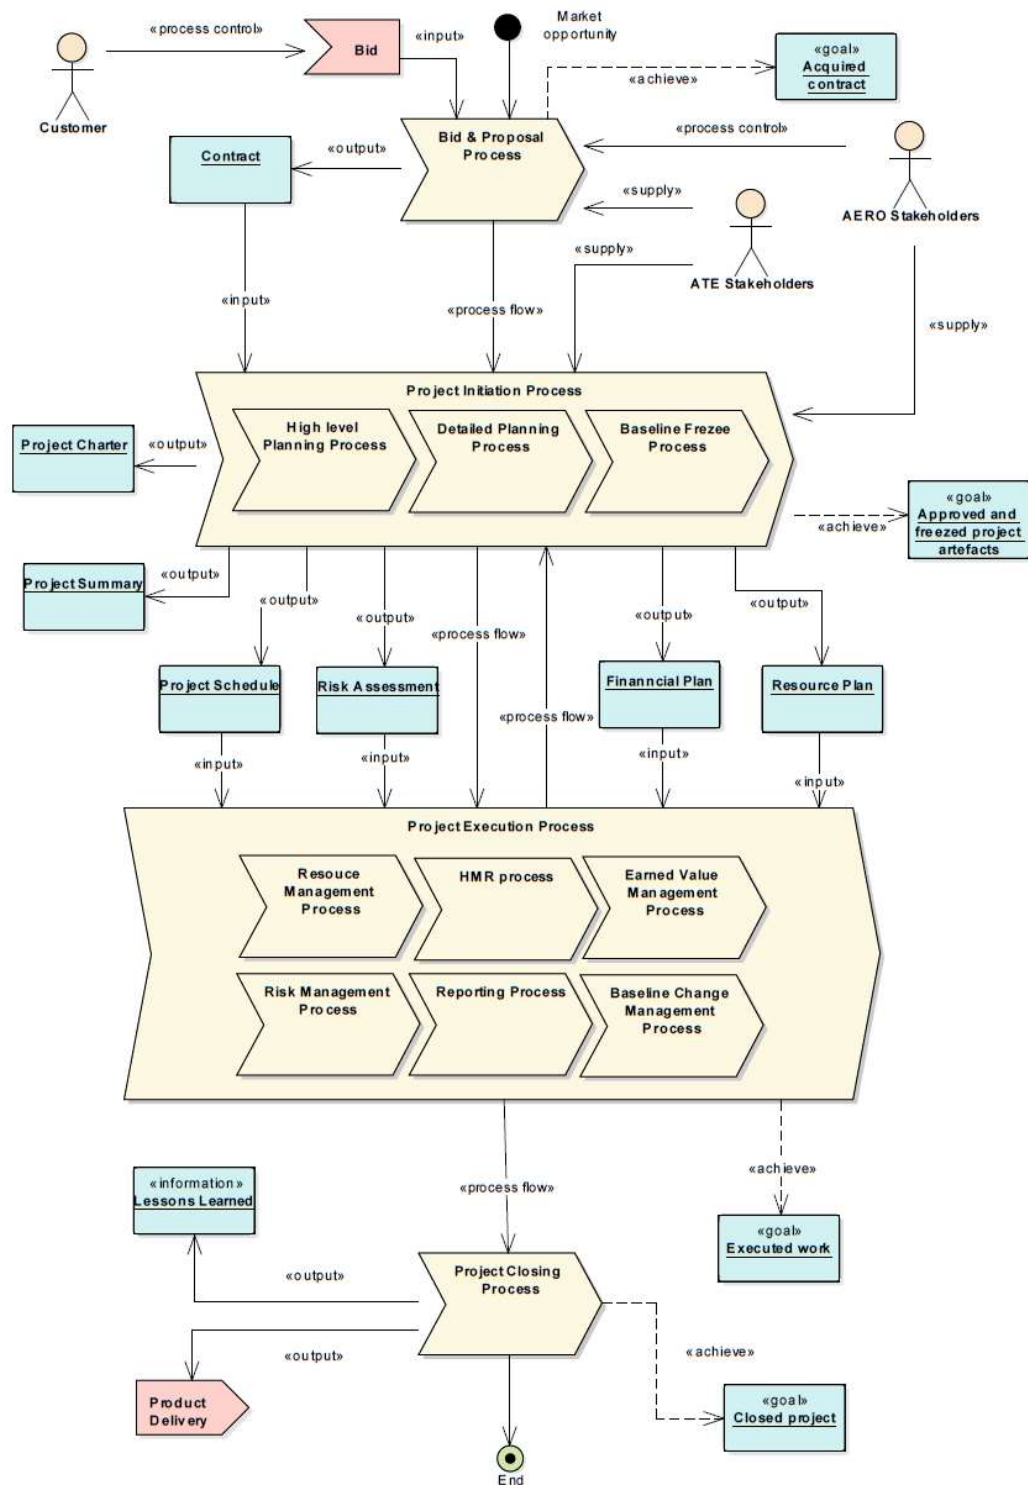 «process control»
Bid
«input»
Market
opportunity
«goal»
Acquired
contract
«achieve»
Customer
Contract
«output»
Bid & Proposal
Process
«process control»
«supply»
AERO Stakeholders
«supply»
ATE Stakeholders
«input»
«process flow»
«supply»
Project Initiation Process
High level
Planning Process
Detailed Planning
Process
Baseline Frezee
Process
Project Charter
«output»
«goal»
Approved and
freezed project
artefacts
«achieve»
Project Summary
«output»
«output»
«output»
«process flow»
«output»
«output»
Project Schedule
Risk Assessment
Finanncial Plan
Resource Plan
«process flow»
«input»
«input»
«input»
«input»
Project Execution Process
Resouce
Management
Process
HMR process
Earned Value
Management
Process
Risk Management
Process
Reporting Process
Baseline Change
Management
Process
«information»
Lessons Learned
«process flow»
«achieve»
«goal»
Executed work
«output»
Project Closing
Process
«output»
«achieve»
Product
Delivery
«goal»
Closed project
End